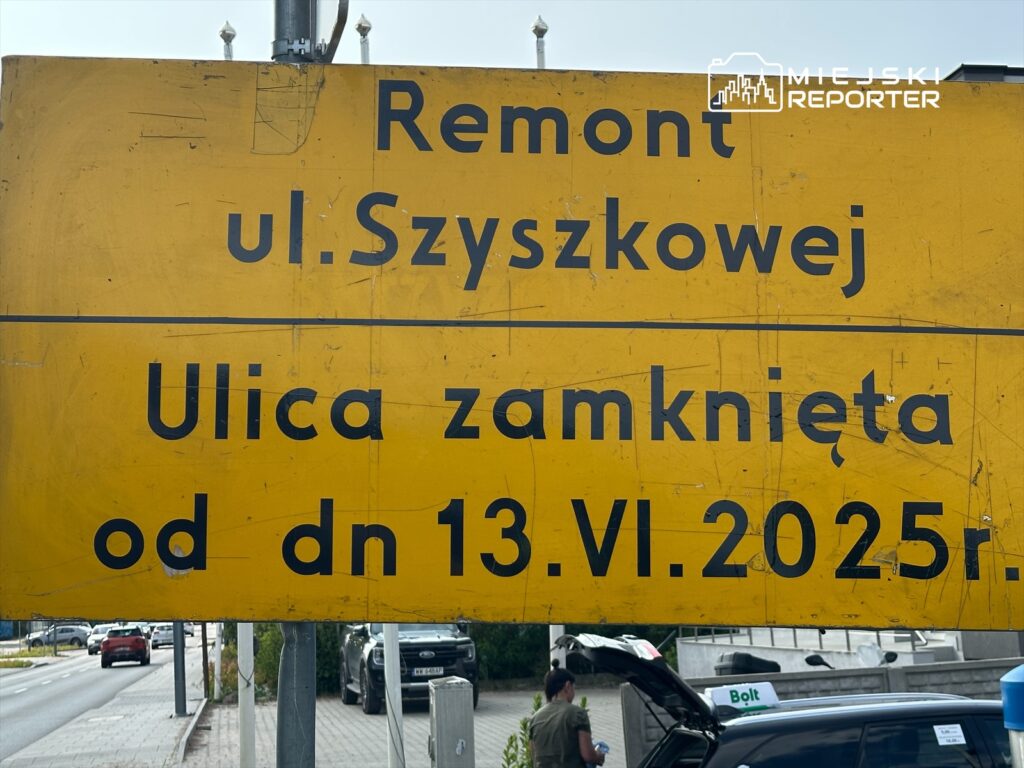 MIEJSKI
REPORTER
Remont
ul.Szyszkowej
Ulica zamknięta
od dn 13.VI.2025r.
Bolt